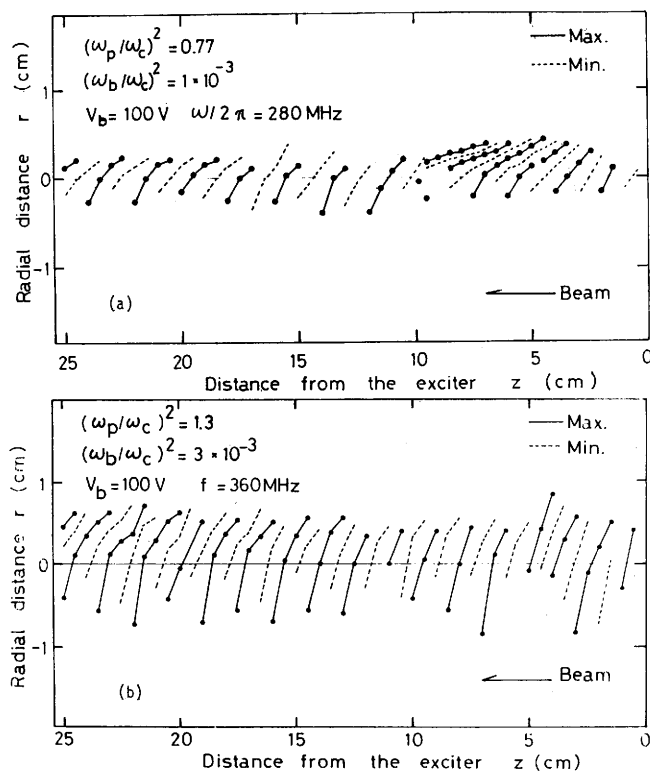 (a)
(ωp/ωc)² = 0.77
(ωb/ωc)² = 1 × 10⁻³
Vb = 100 V ω/2π = 280 MHz
Max.
Min.
Radial distance r (cm)
1
0
-1
(a)
Beam
25 20 15 10 5 0
Distance from the exciter z (cm)
(ωp/ωc)² = 1.3
(ωb/ωc)² = 3 × 10⁻³
Vb = 100 V f = 360 MHz
Max.
Min.
Radial distance r (cm)
1
0
-1
(b)
Beam
25 20 15 10 5 0
Distance from the exciter z (cm)